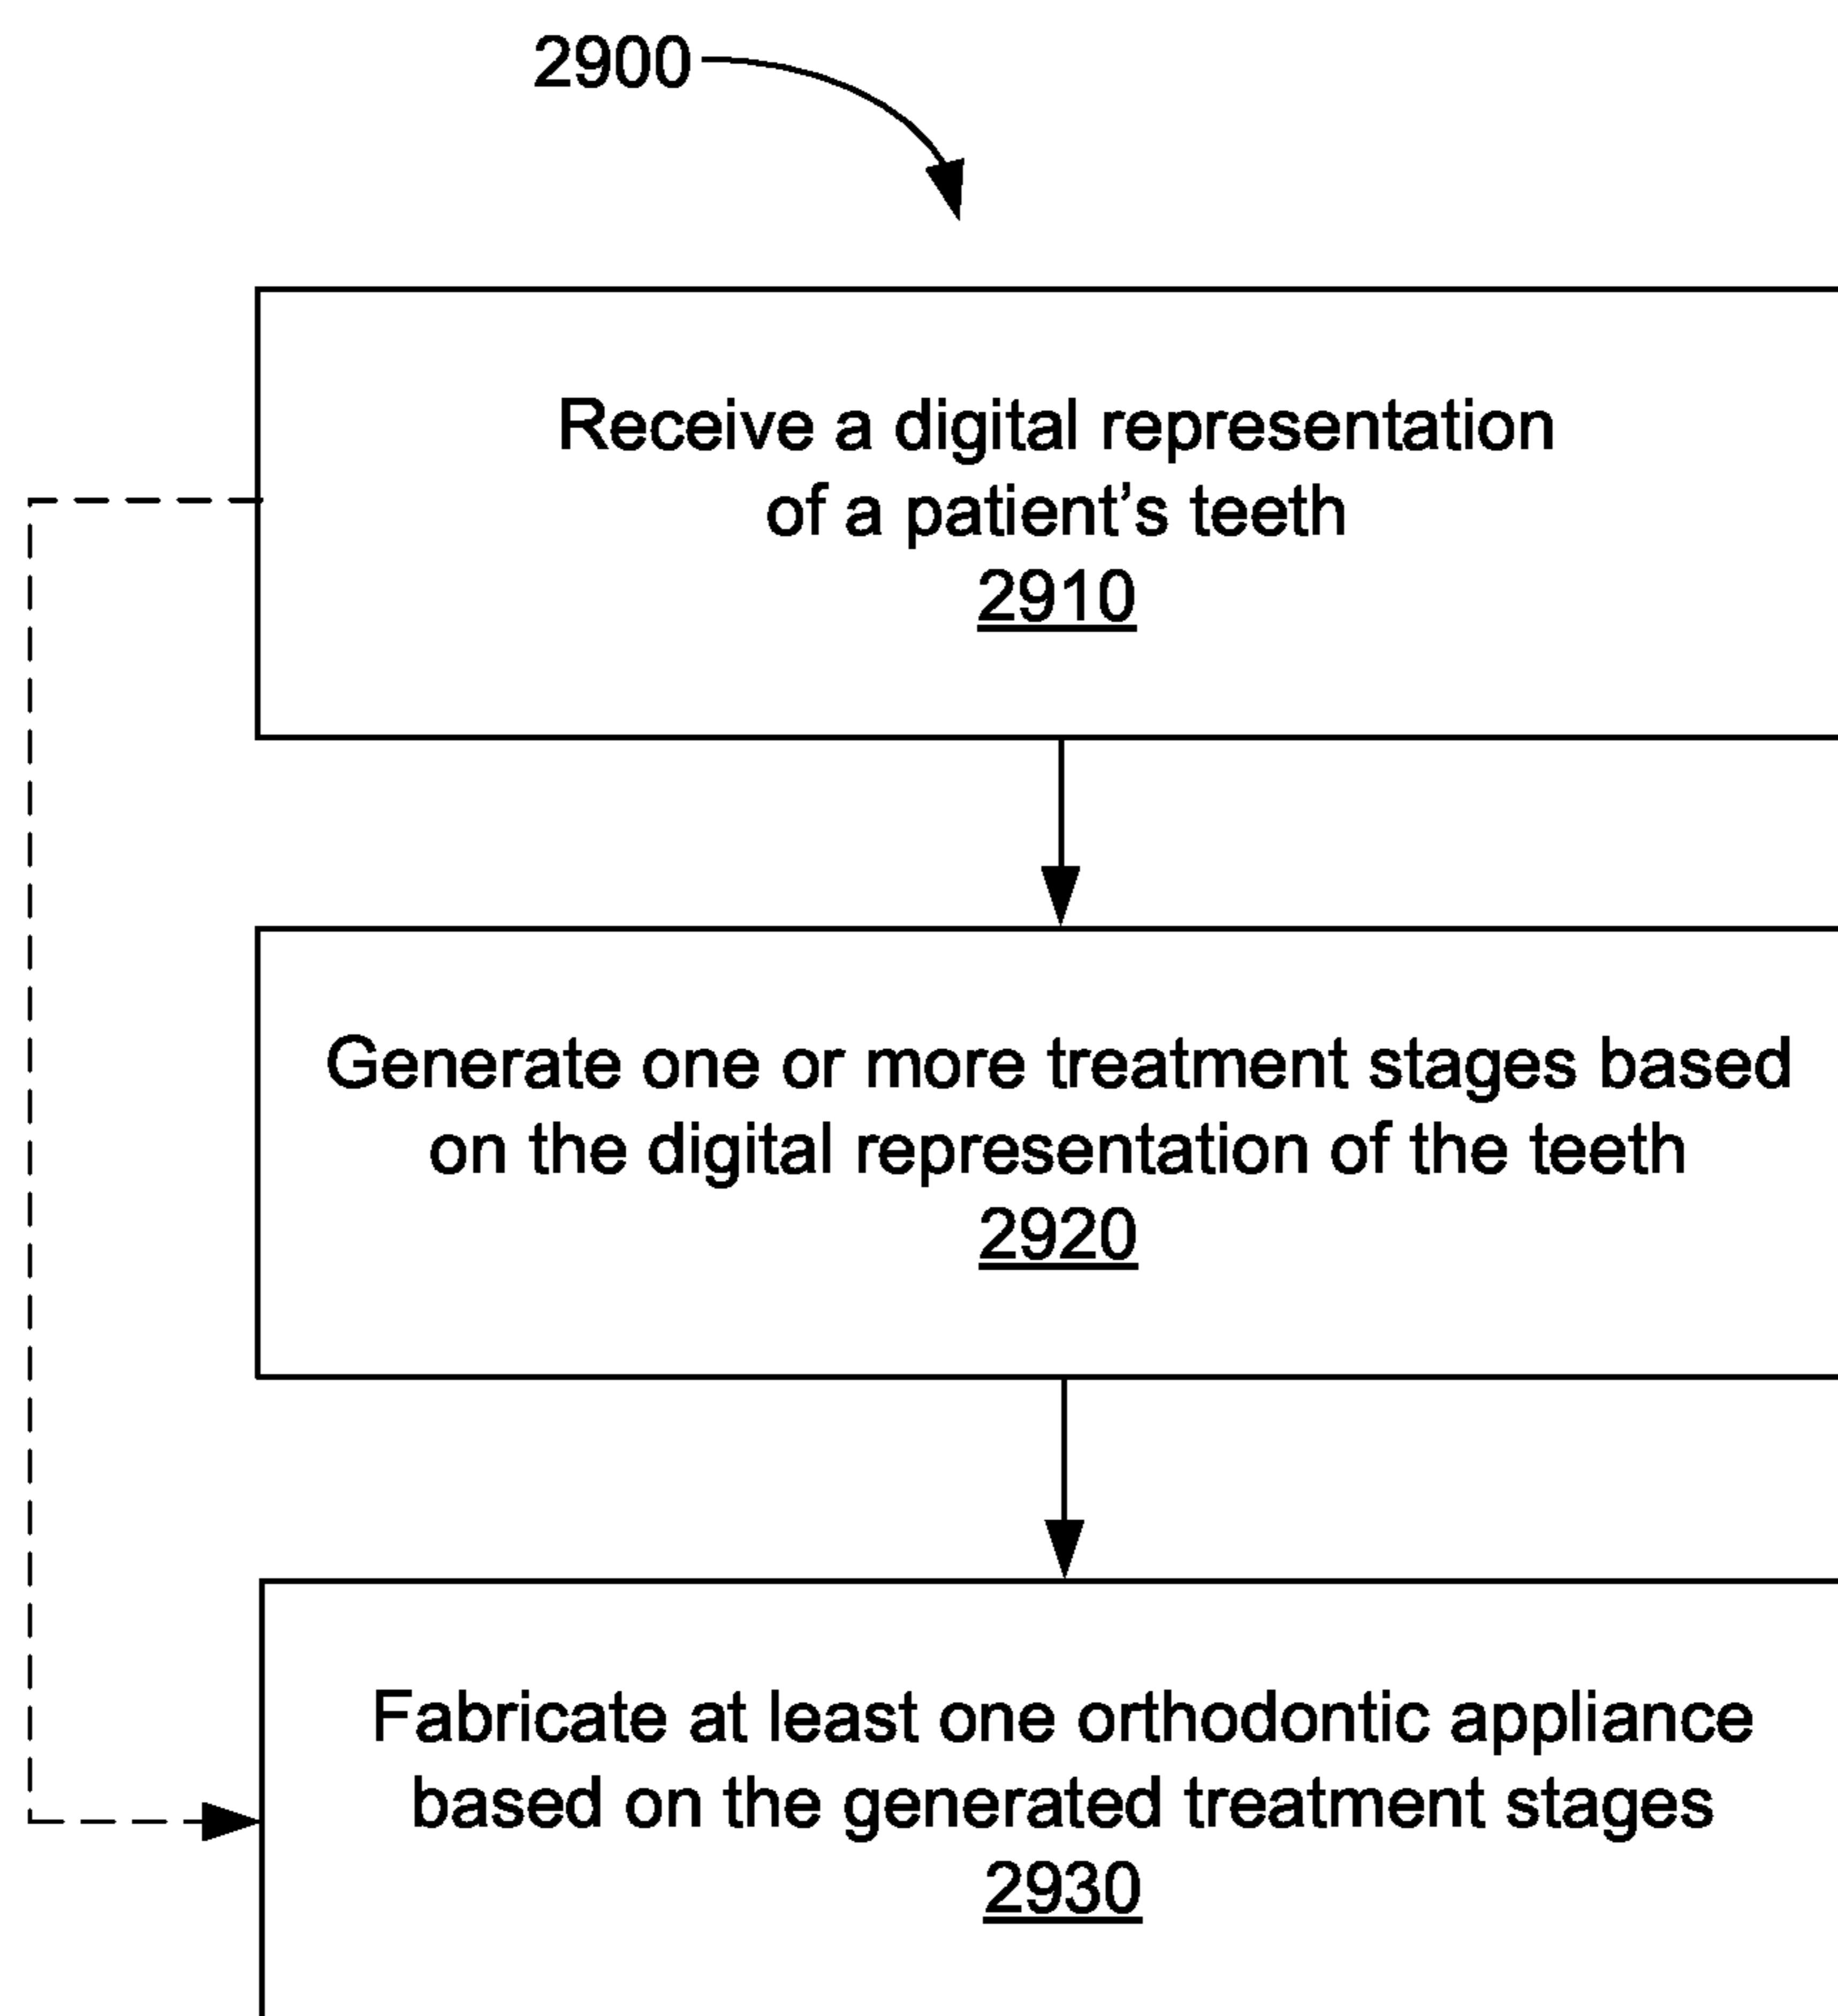 2900
Receive a digital representation
of a patient's teeth
2910
Generate one or more treatment stages based
on the digital representation of the teeth
2920
Fabricate at least one orthodontic appliance
based on the generated treatment stages
2930